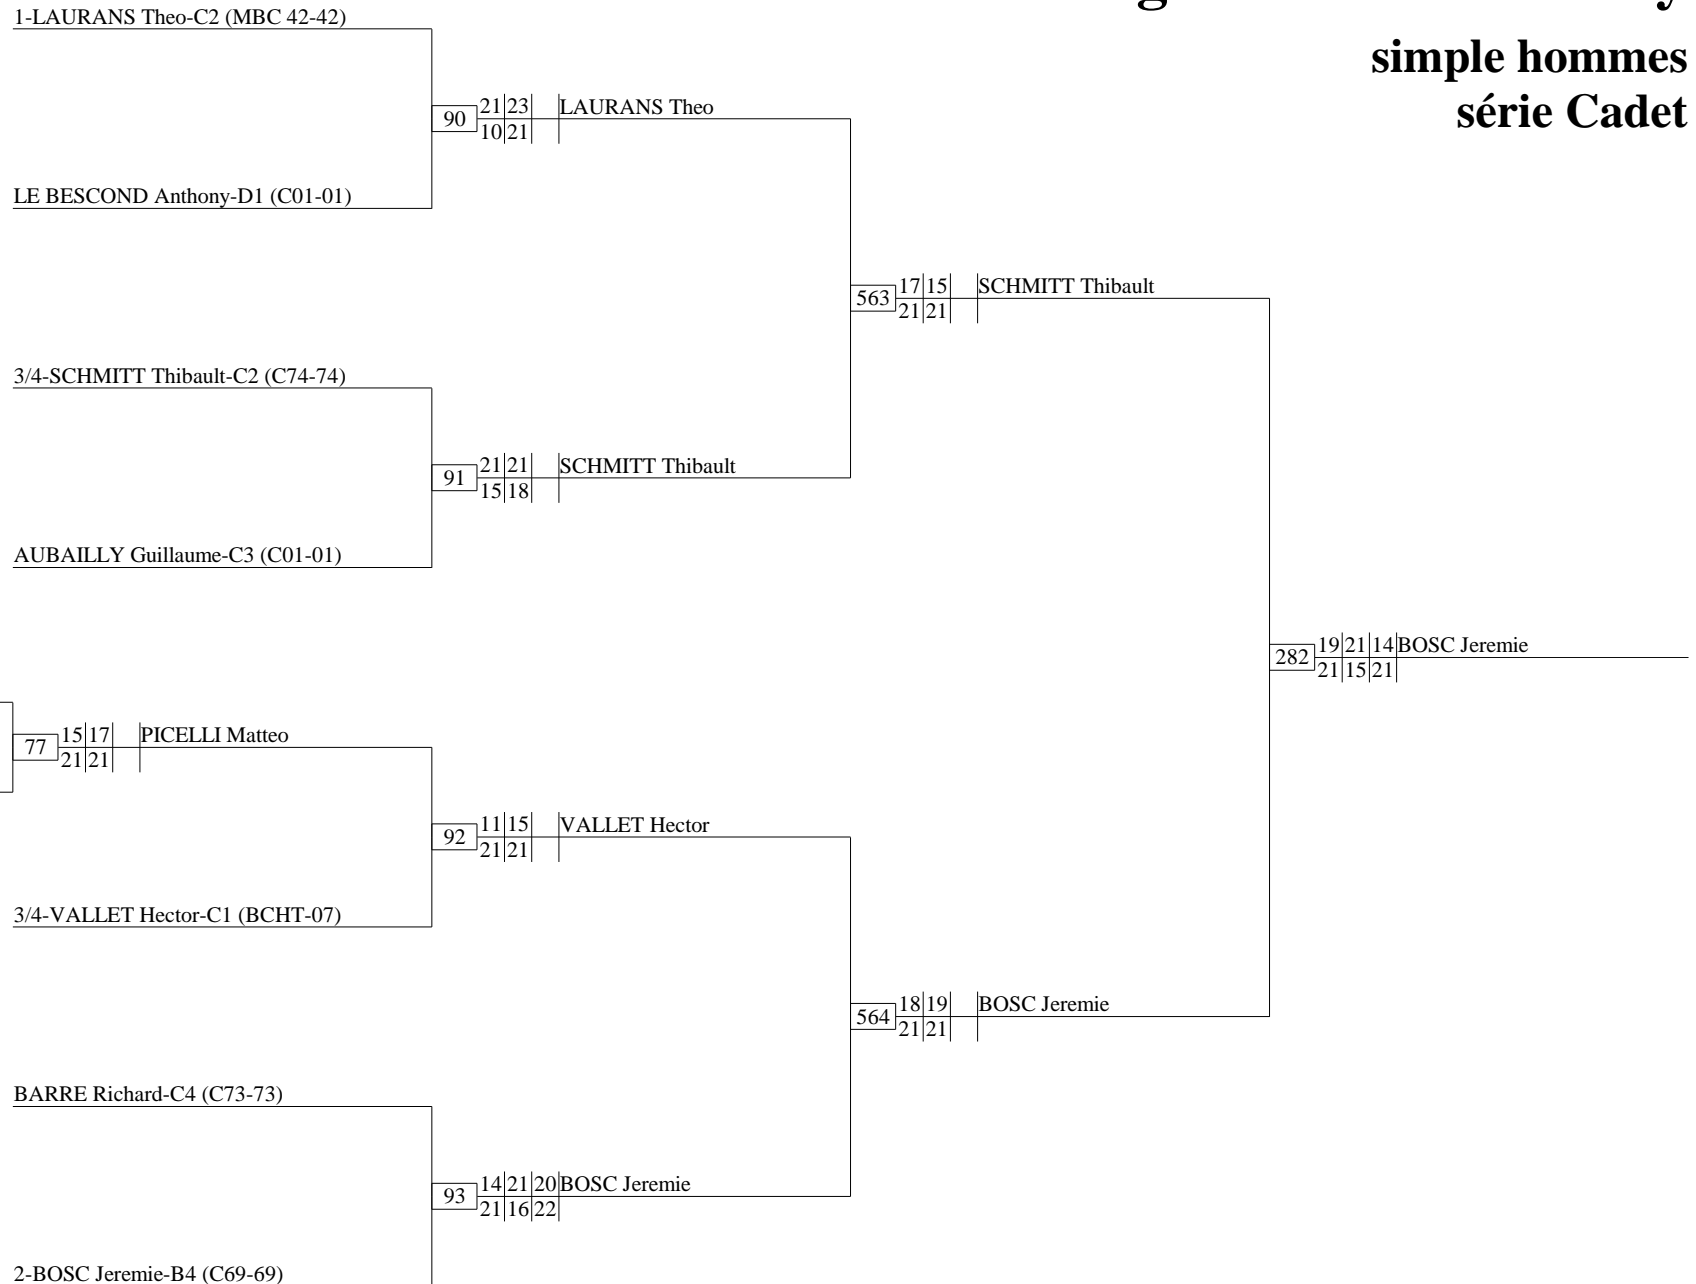 simple hommes
série Cadet
1-LAURANS Theo-C2 (MBC 42-42)
21 23
90
LAURANS Theo
10 21
LE BESCOND Anthony-D1 (C01-01)
17 15
563
SCHMITT Thibault
21 21
3/4-SCHMITT Thibault-C2 (C74-74)
21 21
91
SCHMITT Thibault
15 18
AUBAILLY Guillaume-C3 (C01-01)
19 21 14
282
BOSC Jeremie
21 15 21
15 17
77
PICELLI Matteo
21 21
11 15
92
VALLET Hector
21 21
3/4-VALLET Hector-C1 (BCHT-07)
18 19
564
BOSC Jeremie
21 21
BARRE Richard-C4 (C73-73)
14 21 20
93
BOSC Jeremie
21 16 22
2-BOSC Jeremie-B4 (C69-69)